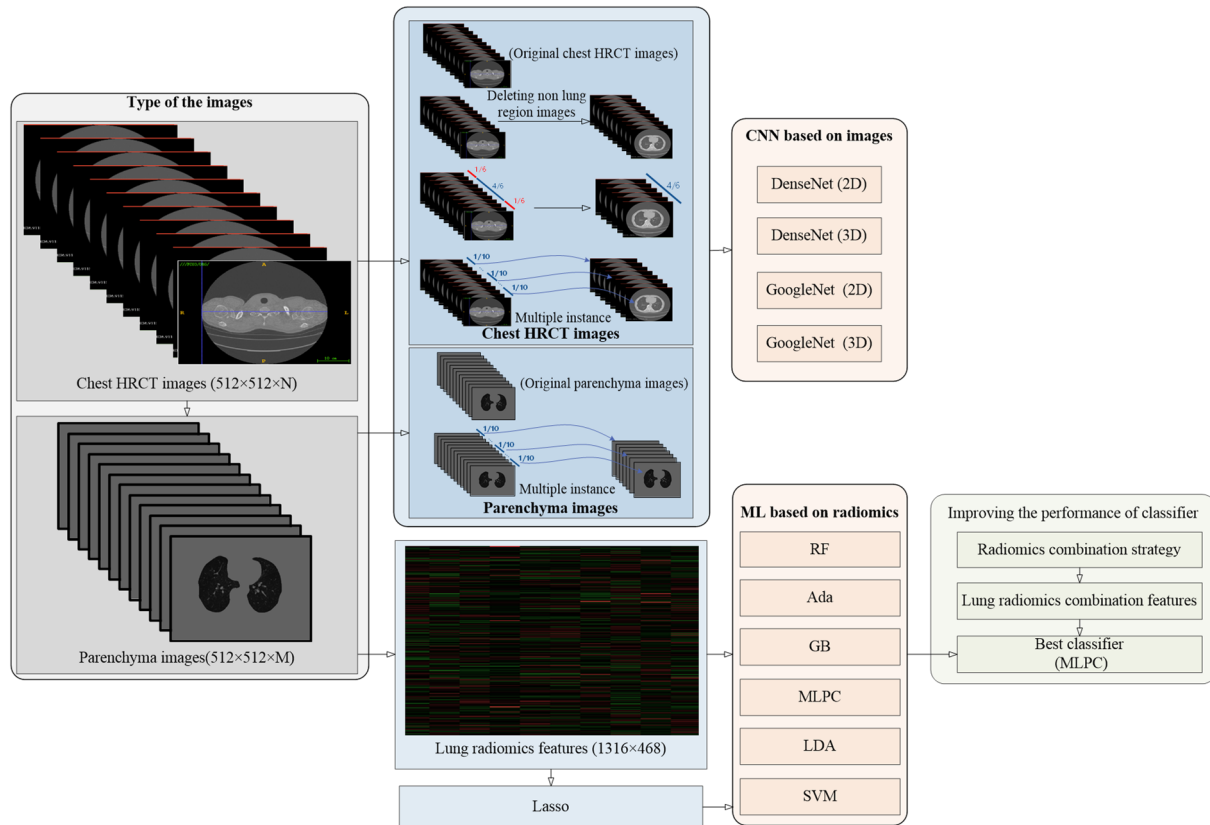 Type of the images
Chest HRCT images (512×512×N)
Parenchyma images(512×512×M)
A
R
L
P
(Original chest HRCT images)
Deleting non lung
region images
1/6
4/6
1/6
4/6
1/10
1/10
1/10
Multiple instance
Chest HRCT images
(Original parenchyma images)
1/10
1/10
1/10
Multiple instance
Parenchyma images
Lung radiomics features (1316×468)
Lasso
CNN based on images
DenseNet (2D)
DenseNet (3D)
GoogleNet (2D)
GoogleNet (3D)
ML based on radiomics
RF
Ada
GB
MLPC
LDA
SVM
Improving the performance of classifier
Radiomics combination strategy
Lung radiomics combination features
Best classifier
(MLPC)